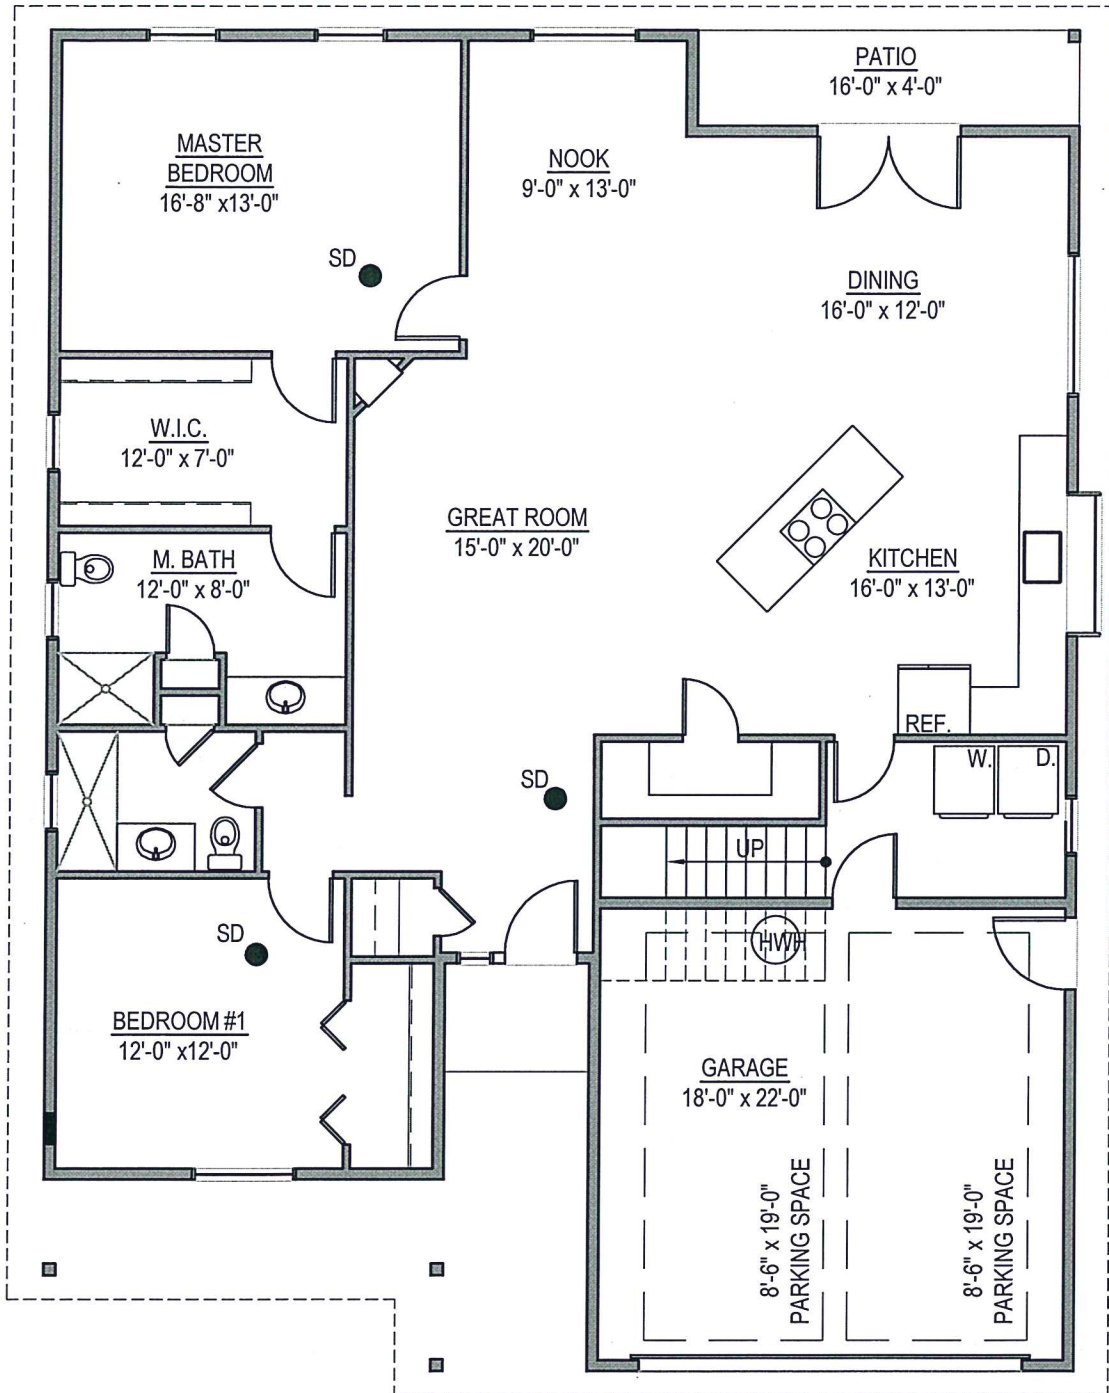 PATIO
16'-0" x 4'-0"
MASTER
BEDROOM
16'-8" x13'-0"
NOOK
9'-0" x 13'-0"
SD
DINING
16'-0" x 12'-0"
W.I.C.
12'-0" x 7'-0"
GREAT ROOM
15'-0" x 20'-0"
M. BATH
12'-0" x 8'-0"
KITCHEN
16'-0" x 13'-0"
REF.
W.
D.
SD
UP
SD
HWH
BEDROOM #1
12'-0" x12'-0"
GARAGE
18'-0" x 22'-0"
8'-6" x 19'-0"
PARKING SPACE
8'-6" x 19'-0"
PARKING SPACE